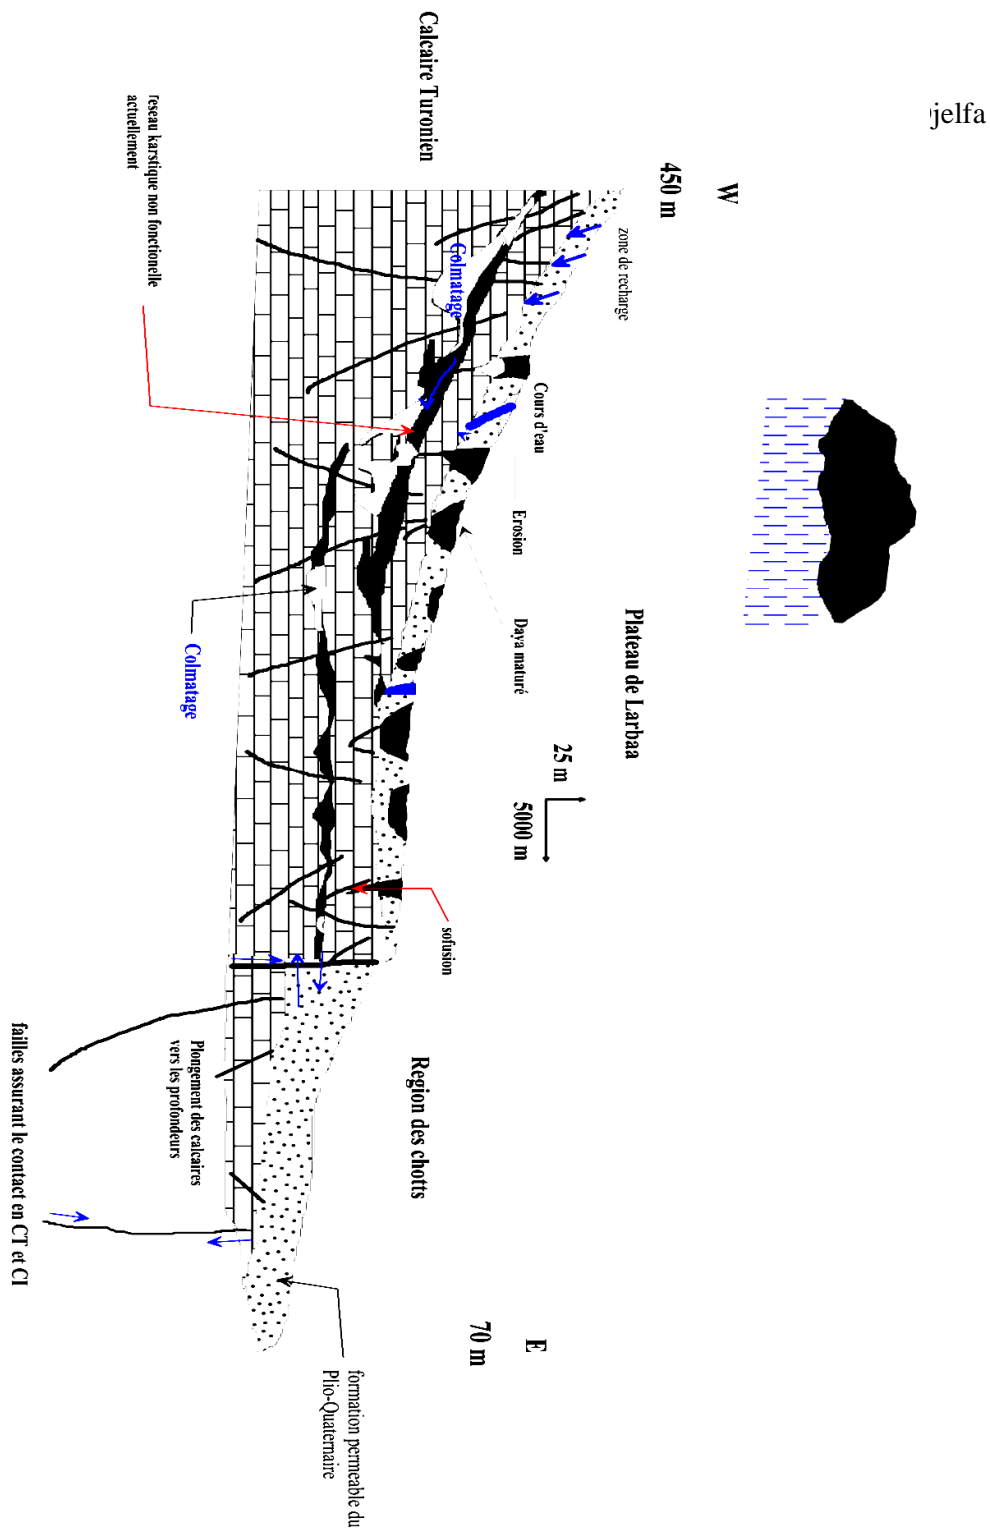 jelfa
W
450 m
zone de recharge
Calcaire Turonien
reseau karstique non fonctionelle
actuellement
Colmatage
Cours d'eau
Erosion
Daya maturé
Plateau de Larbaa
25 m
5000 m
Colmatage
sofusion
Region des chotts
Plongement des calcaires
vers les profondeurs
failles assurant le contact en CT et CI
E
70 m
formation permeable du
Plio-Quaternaire